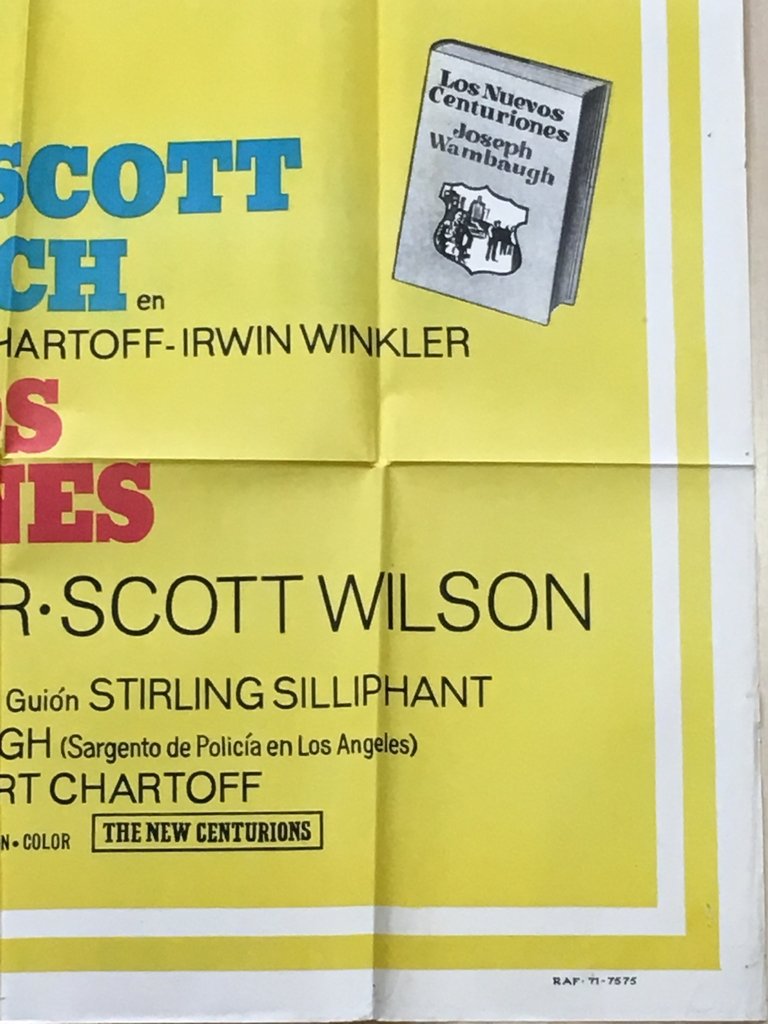 Los Nuevos
Centuriones
Joseph
Wambaugh
SCOTT
CH en
HARTOFF-IRWIN WINKLER
OS
NES
R·SCOTT WILSON
Guión STIRLING SILLIPHANT
GH (Sargento de Policía en Los Angeles)
RT CHARTOFF
N•COLOR THE NEW CENTURIONS
RAF-71-7575